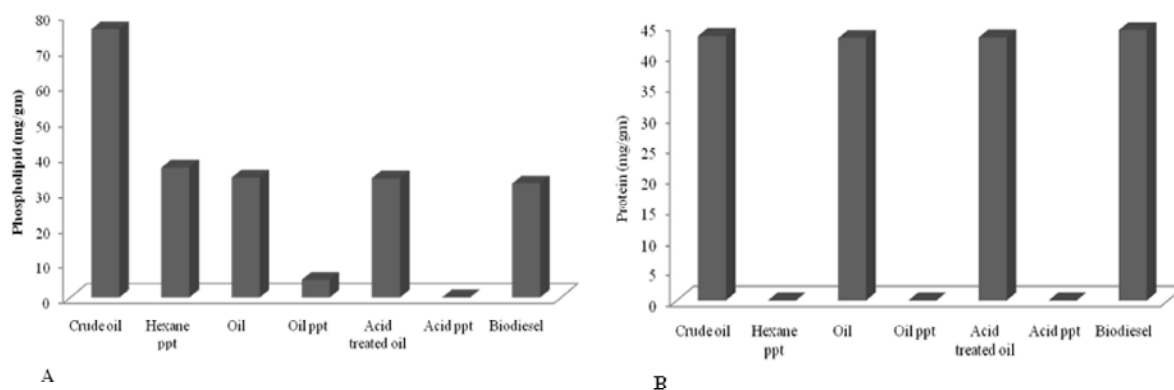 80
70
60
50
40
30
20
10
0
Phospholipid (mg/gm)
Crude oil
Hexane
ppt
Oil
Oil ppt
Acid
treated oil
Acid ppt
Biodiesel
A
45
40
35
30
25
20
15
10
5
0
Protein (mg/gm)
Crude oil
Hexane
ppt
Oil
Oil ppt
Acid
treated oil
Acid ppt
Biodiesel
B